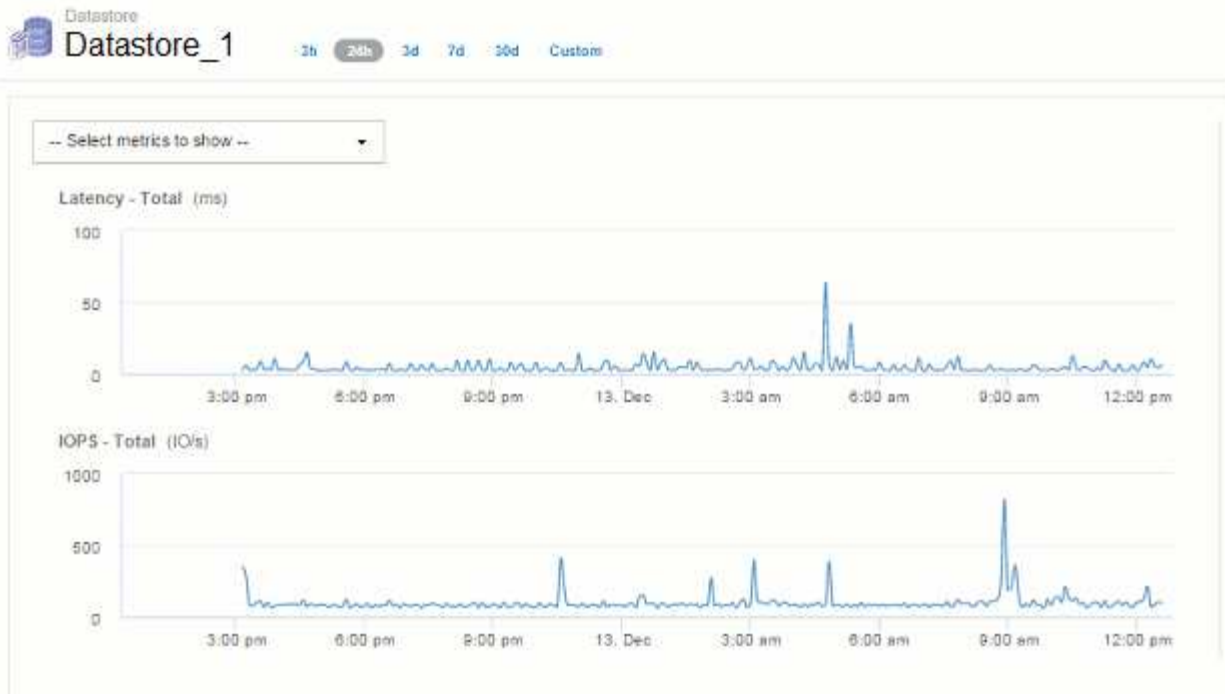 Datastore
Datastore_1
3h 24h 3d 7d 30d Custom
-- Select metrics to show --
Latency - Total (ms)
100
50
0
3:00 pm 6:00 pm 9:00 pm 13. Dec 3:00 am 6:00 am 9:00 am 12:00 pm
IOPS - Total (IO/s)
1000
500
0
3:00 pm 6:00 pm 9:00 pm 13. Dec 3:00 am 6:00 am 9:00 am 12:00 pm